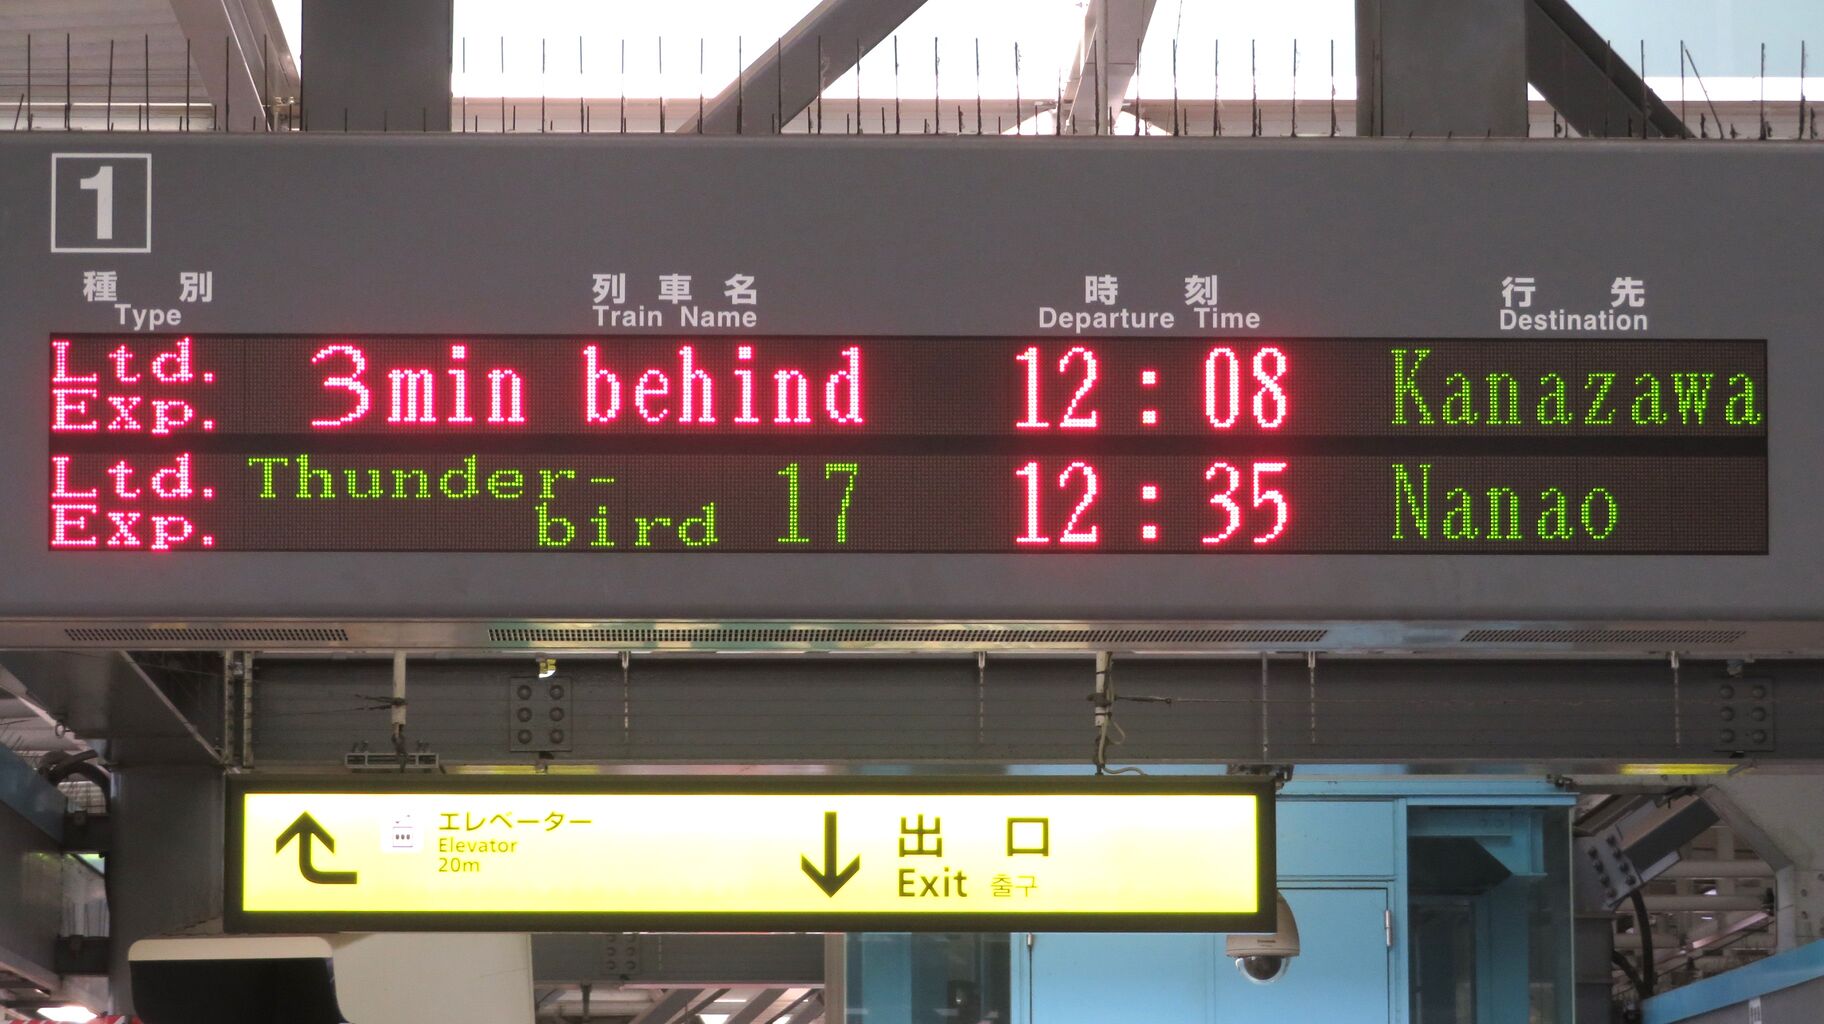 1
種別 列車名 時刻 行先
Type Train Name Departure Time Destination
Ltd. Exp. 3min behind 12:08 Kanazawa
Ltd. Exp. Thunder-bird 17 12:35 Nanao
エレベーター
Elevator
20m
出口
Exit 출구